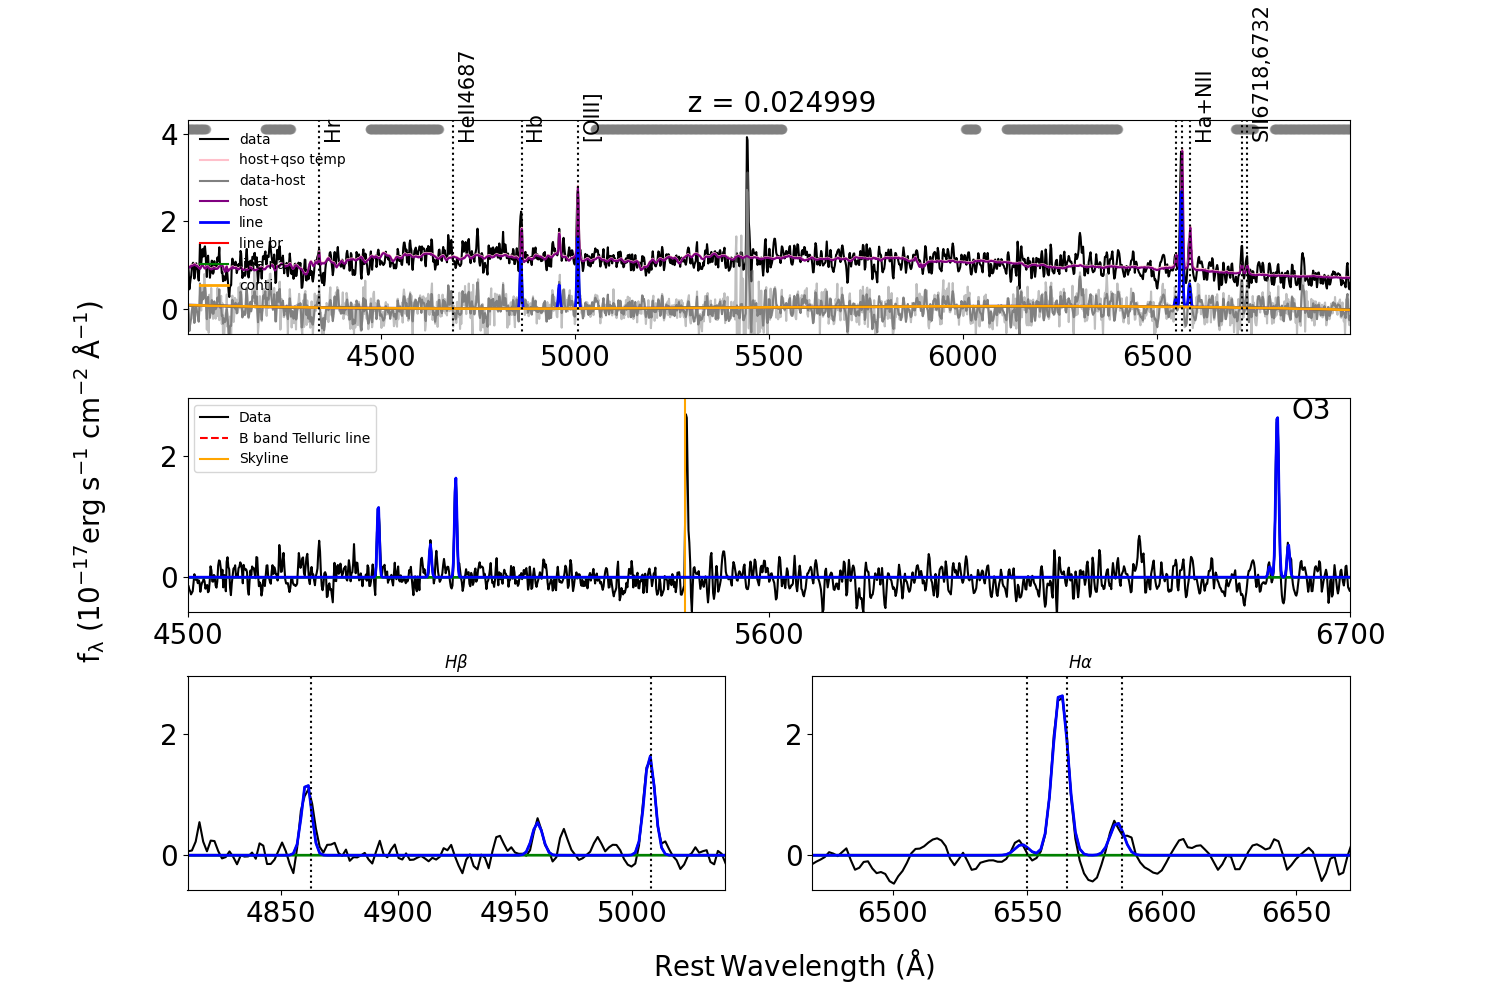 z = 0.024999
Hr
HeII4687
Hb
[OIII]
Ha+NII
SII6718,6732
data
host+qso temp
data-host
host
line
line br
conti
4
2
0
4500 5000 5500 6000 6500
O3
Data
B band Telluric line
Skyline
2
0
4500 5600 6700
fλ (10−17erg s−1 cm−2 Å−1)
Hβ
2
0
4850 4900 4950 5000
Hα
2
0
6500 6550 6600 6650
Rest Wavelength (Å)